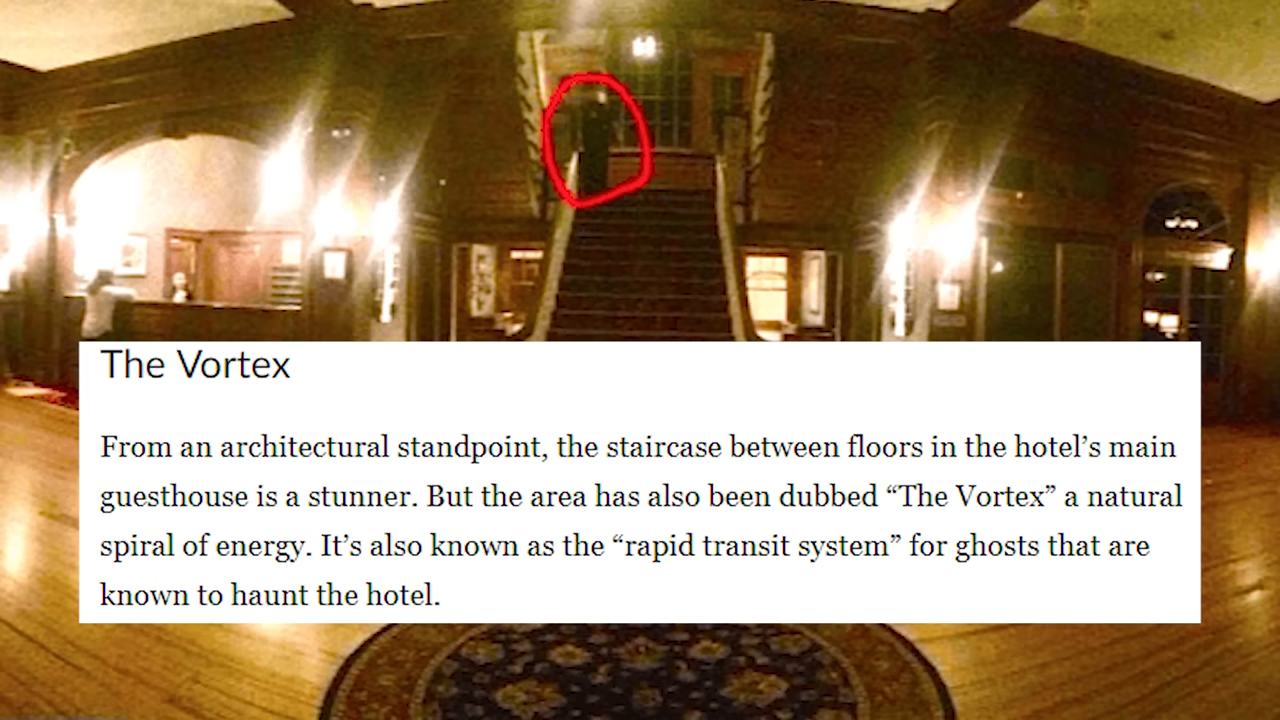 The Vortex
From an architectural standpoint, the staircase between floors in the hotel’s main
guesthouse is a stunner. But the area has also been dubbed “The Vortex” a natural
spiral of energy. It’s also known as the “rapid transit system” for ghosts that are
known to haunt the hotel.